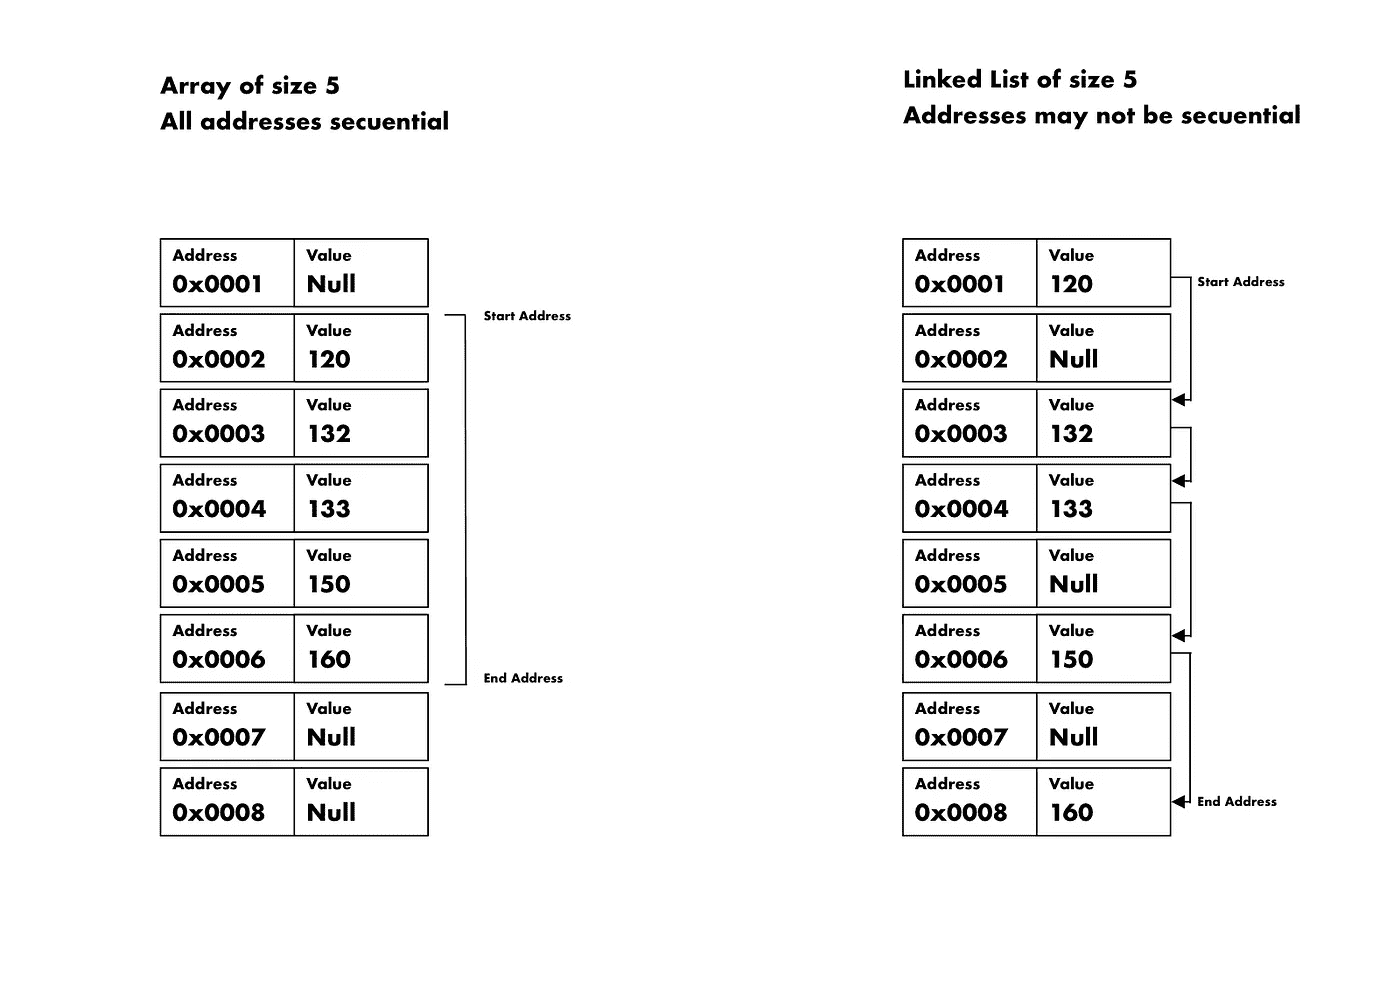 Array of size 5
All addresses secuential
Address Value
0x0001 Null
Start Address
Address Value
0x0002 120
Address Value
0x0003 132
Address Value
0x0004 133
Address Value
0x0005 150
Address Value
0x0006 160
End Address
Address Value
0x0007 Null
Address Value
0x0008 Null
Linked List of size 5
Addresses may not be secuential
Address Value
0x0001 120
Start Address
Address Value
0x0002 Null
Address Value
0x0003 132
Address Value
0x0004 133
Address Value
0x0005 Null
Address Value
0x0006 150
Address Value
0x0007 Null
Address Value
0x0008 160
End Address